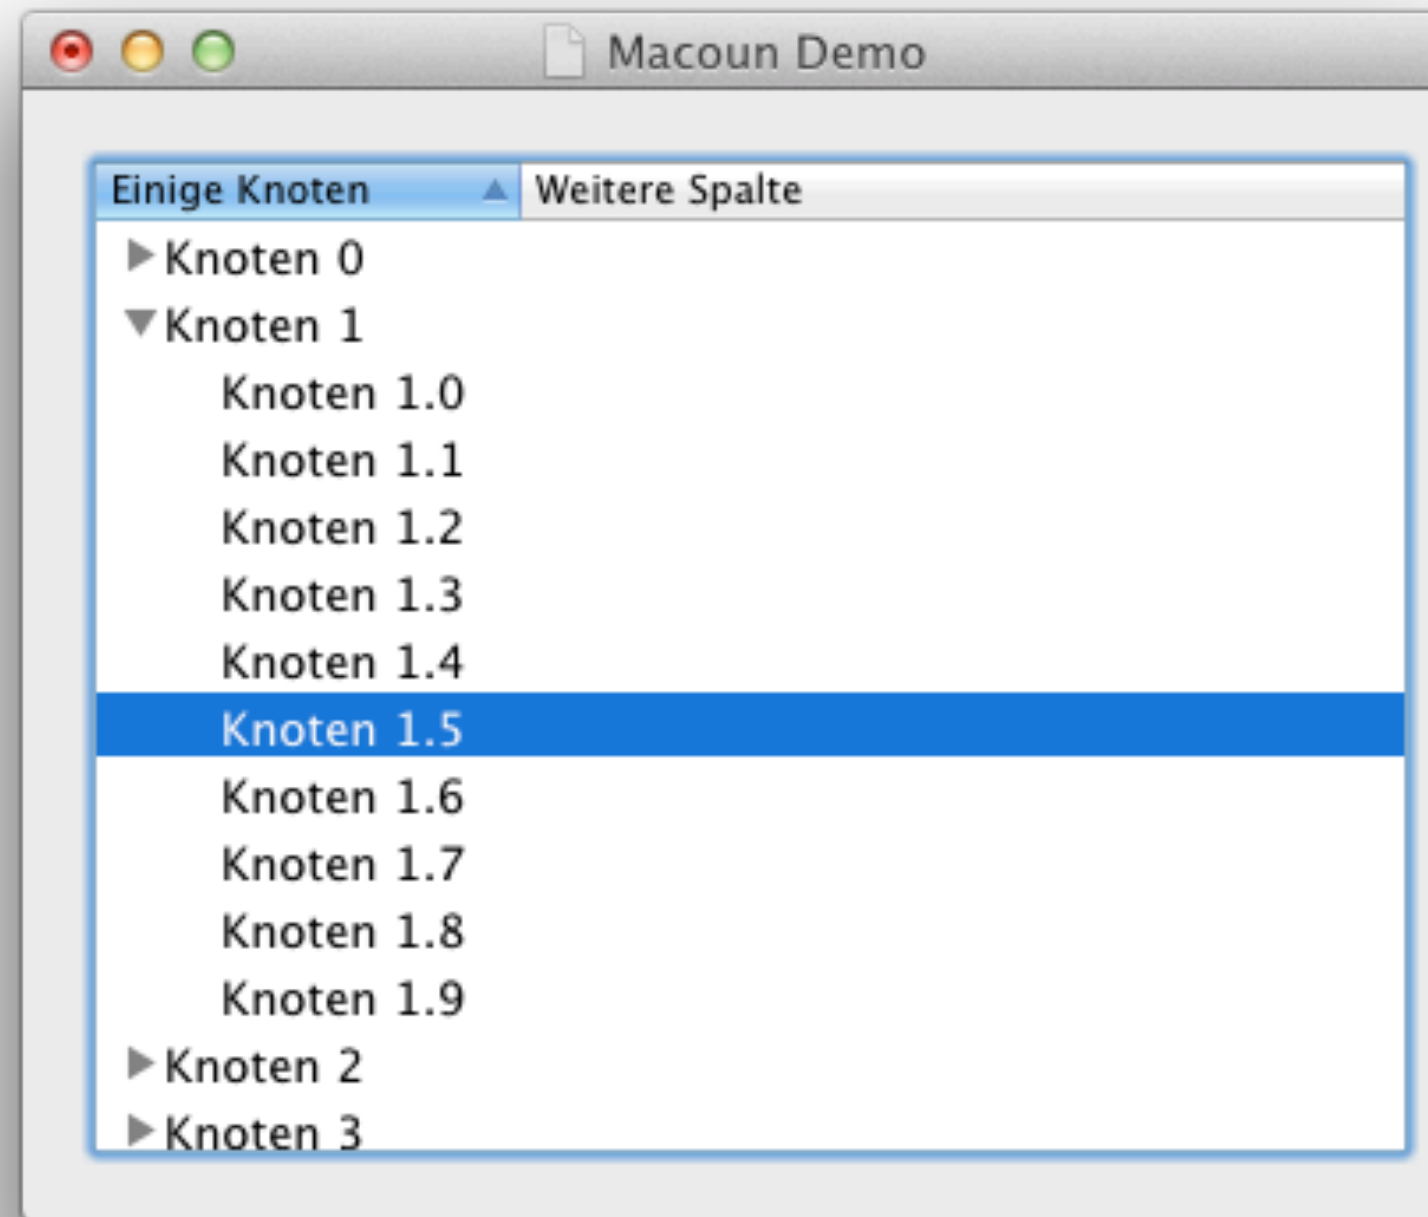 Macoun Demo
Einige Knoten Weitere Spalte
Knoten 0
Knoten 1
Knoten 1.0
Knoten 1.1
Knoten 1.2
Knoten 1.3
Knoten 1.4
Knoten 1.5
Knoten 1.6
Knoten 1.7
Knoten 1.8
Knoten 1.9
Knoten 2
Knoten 3